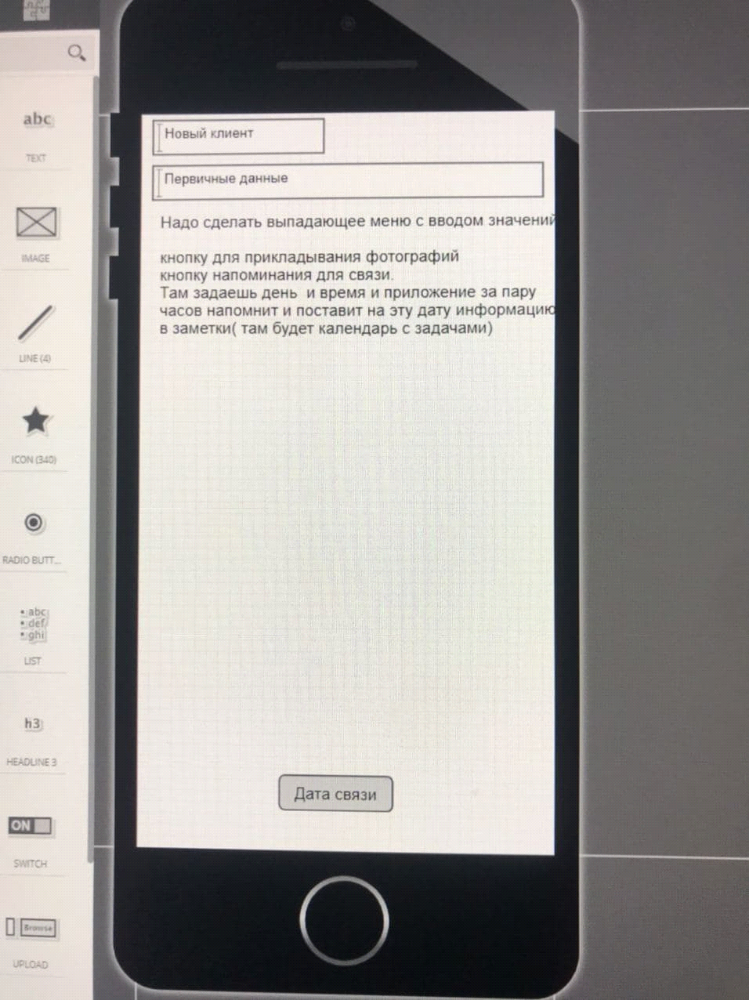 abc
TEXT
IMAGE
LINE (4)
ICON (340)
RADIO BUTT...
abc
def
ghi
LIST
h3
HEADLINE 3
ON
SWITCH
Browse
UPLOAD
Новый клиент
Первичные данные
Надо сделать выпадающее меню с вводом значений
кнопку для прикладывания фотографий
кнопку напоминания для связи.
Там задаешь день и время и приложение за пару
часов напомнит и поставит на эту дату информацию
в заметки( там будет календарь с задачами)
Дата связи